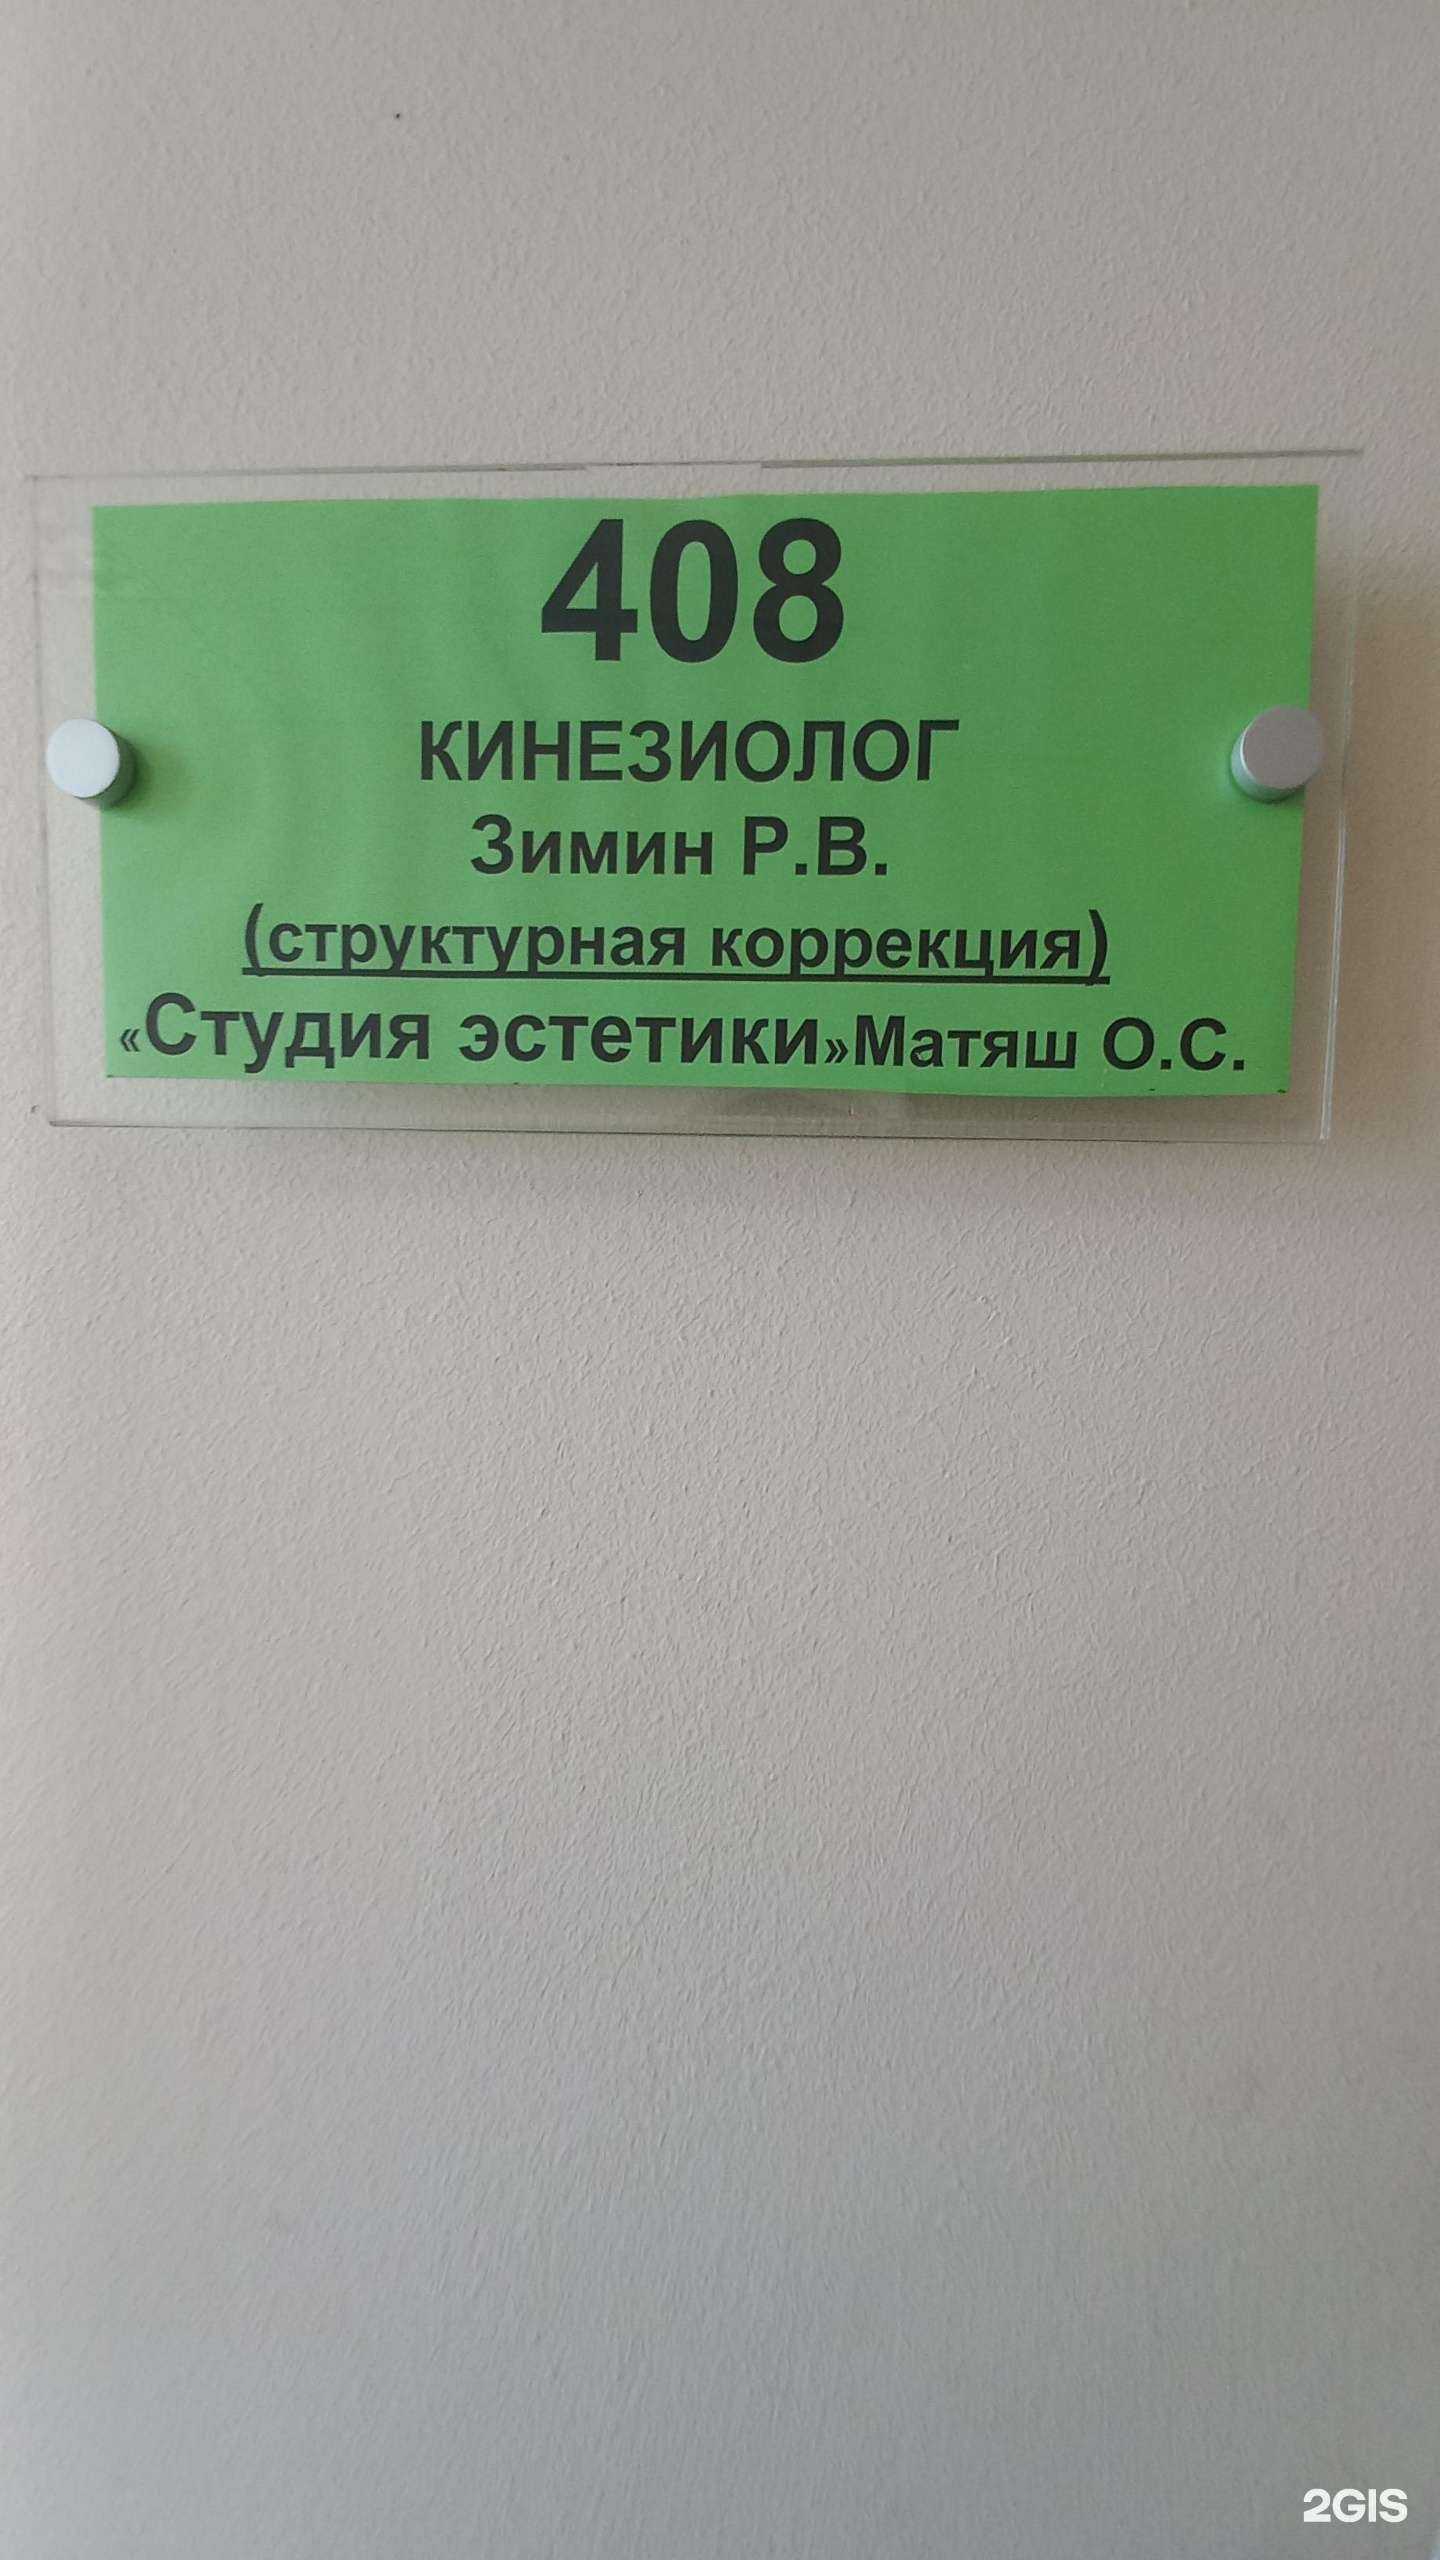 408
КИНЕЗИОЛОГ
Зимин Р.В.
(структурная коррекция)
«Студия эстетики»Матяш О.С.
2GIS